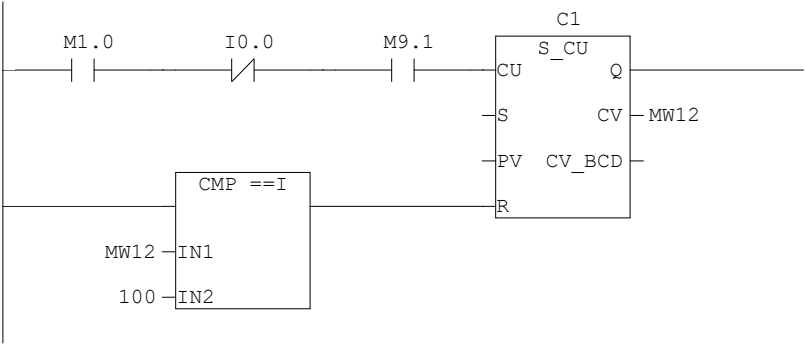 C1
M1.0 I0.0 M9.1 S_CU
CU Q
S CV MW12
PV CV_BCD
CMP ==I
R
MW12 IN1
100 IN2